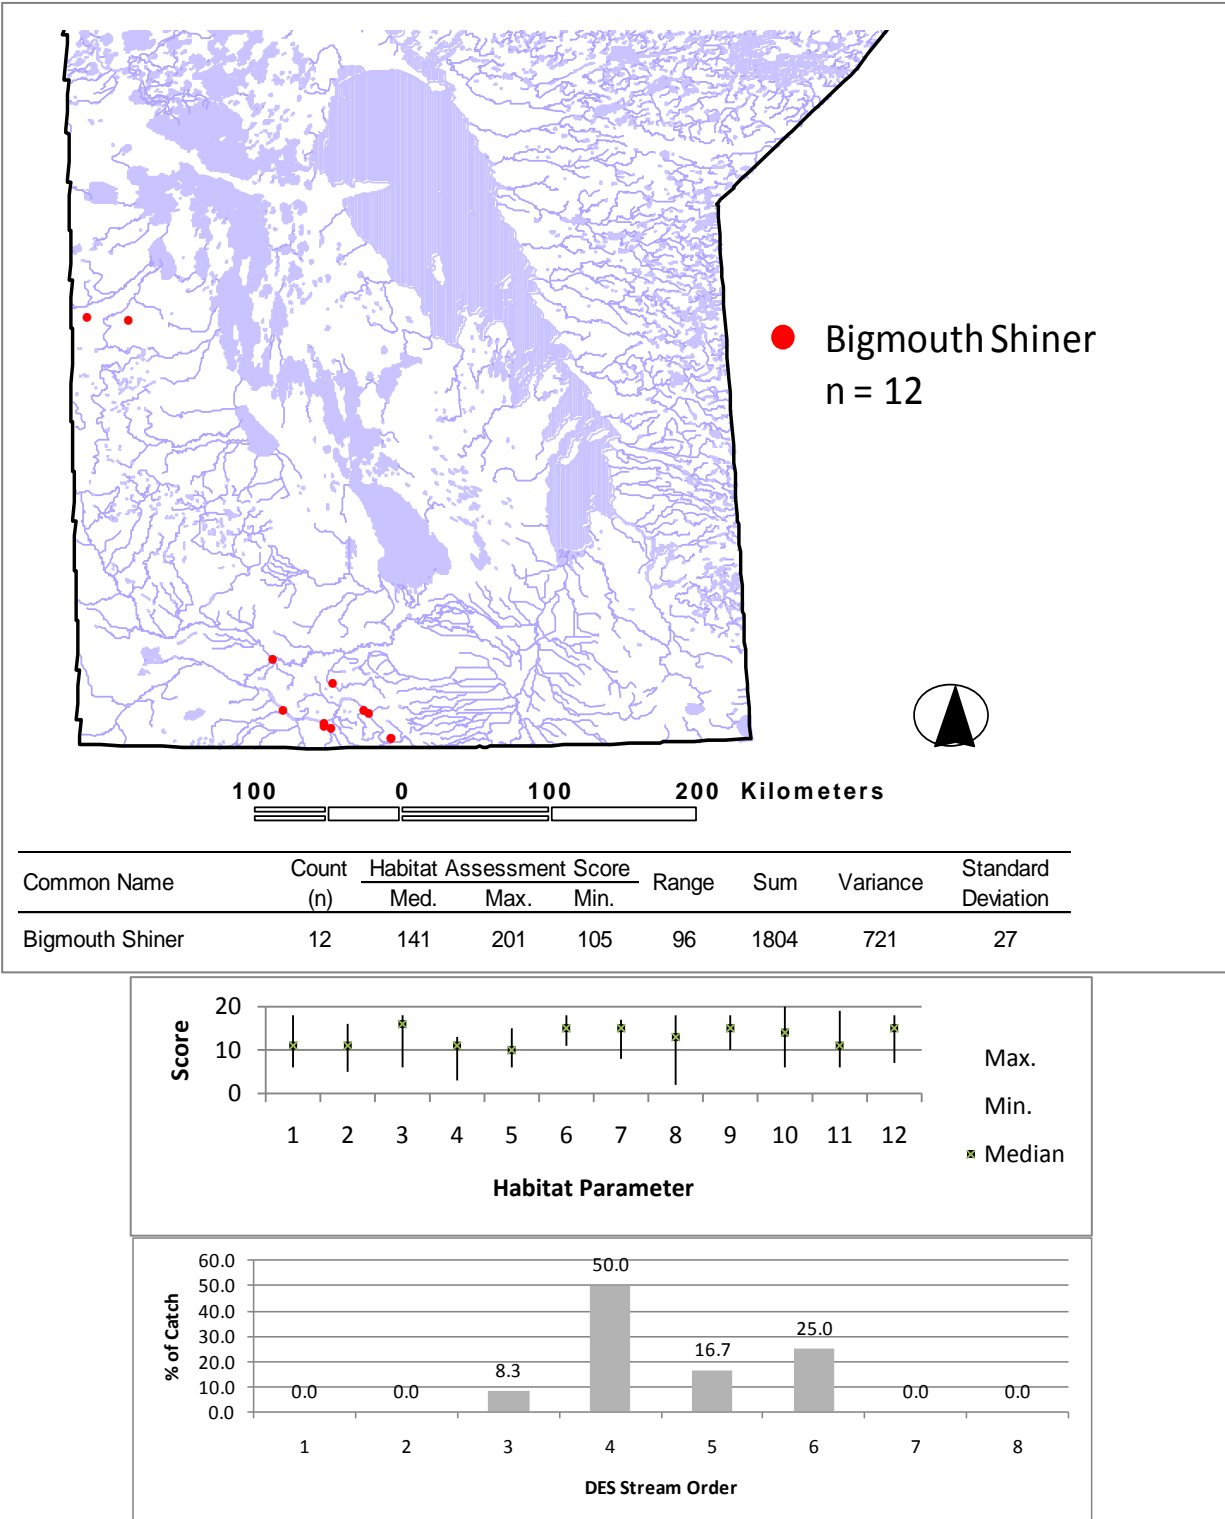 Bigmouth Shiner
n = 12
100 0 100 200 Kilometers
Common Name Count (n) Habitat Assessment Score Range Sum Variance Standard Deviation
Med. Max. Min.
Bigmouth Shiner 12 141 201 105 96 1804 721 27
20
10
0
Score
1 2 3 4 5 6 7 8 9 10 11 12
Habitat Parameter
Max.
Min.
Median
60.0
50.0
40.0
30.0
20.0
10.0
0.0
% of Catch
0.0 0.0 8.3 50.0 16.7 25.0 0.0 0.0
1 2 3 4 5 6 7 8
DES Stream Order